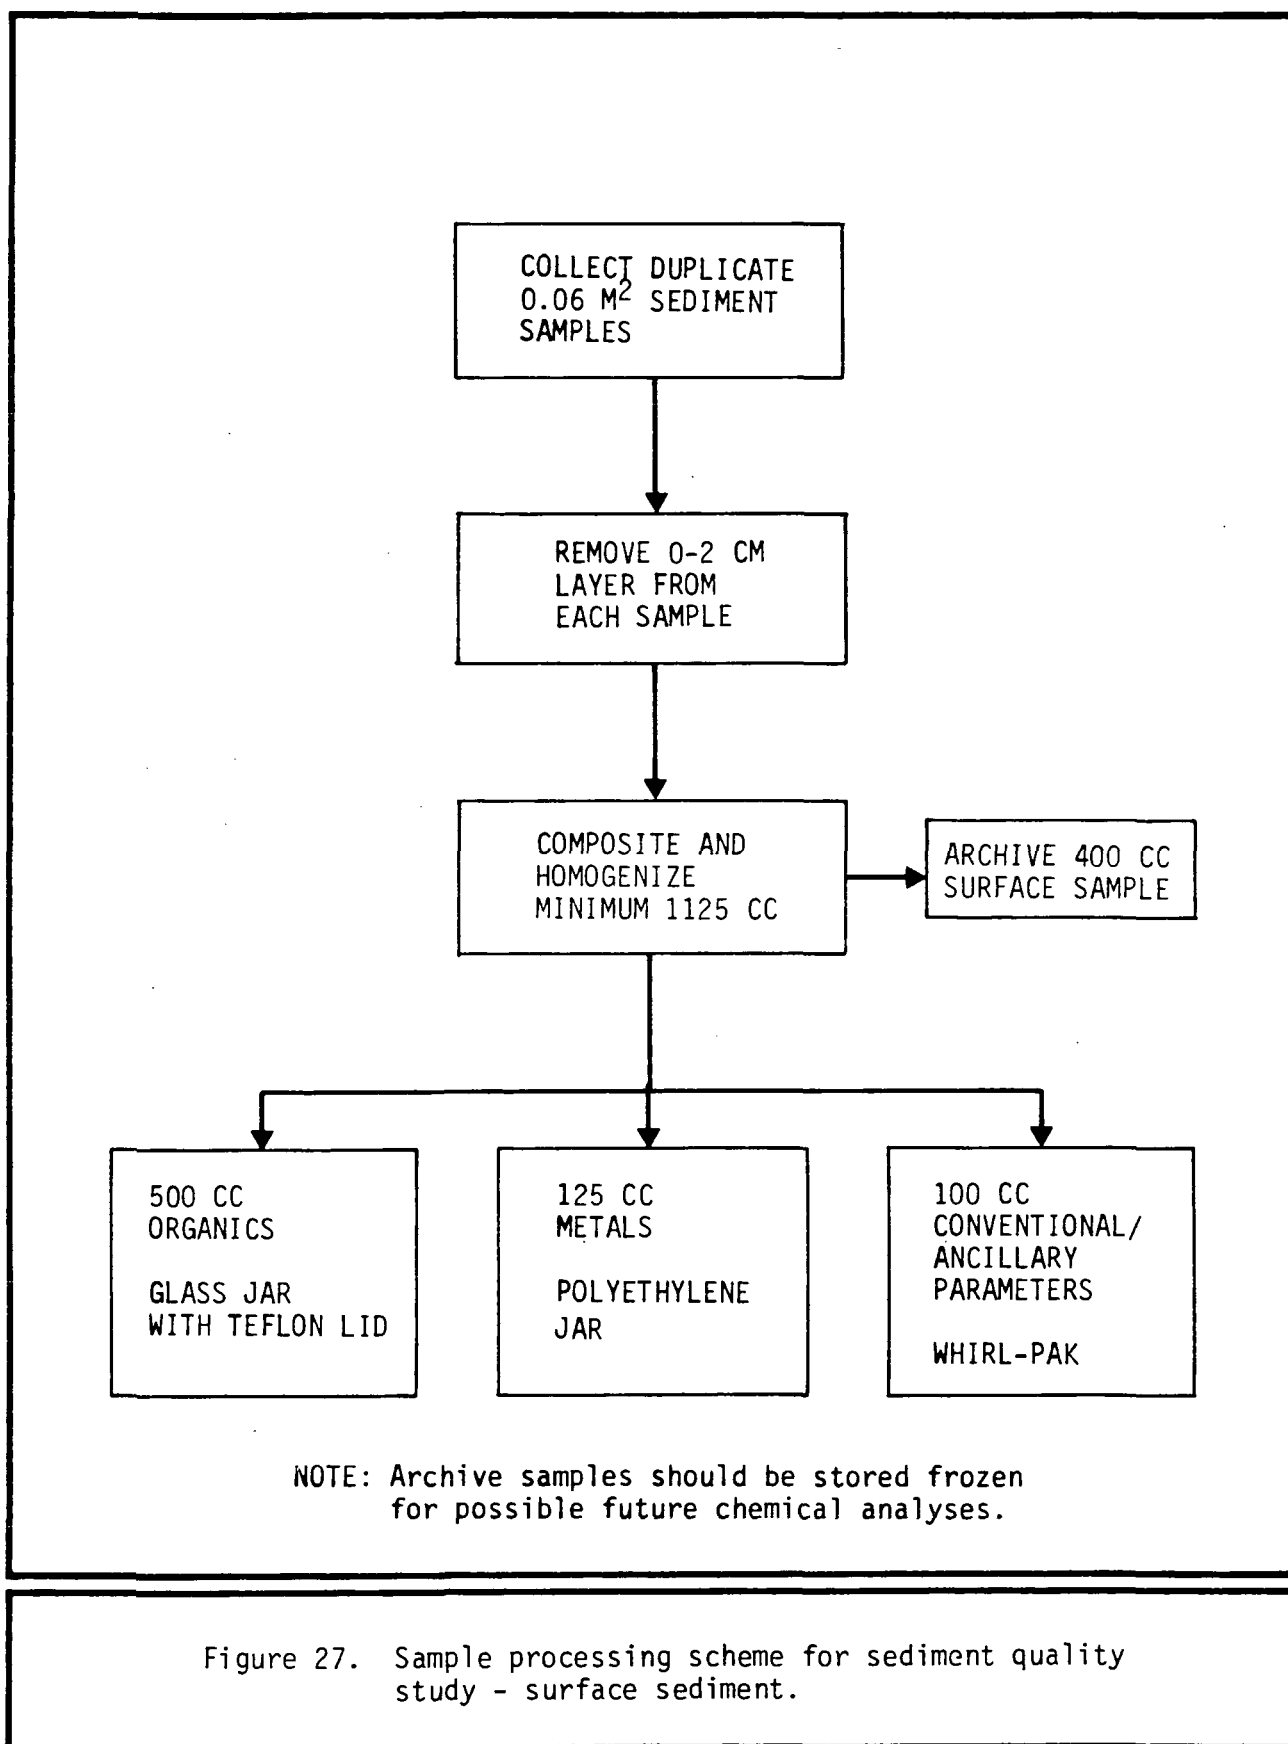 COLLECT DUPLICATE
0.06 M² SEDIMENT
SAMPLES
REMOVE 0-2 CM
LAYER FROM
EACH SAMPLE
COMPOSITE AND
HOMOGENIZE
MINIMUM 1125 CC
ARCHIVE 400 CC
SURFACE SAMPLE
500 CC
ORGANICS
GLASS JAR
WITH TEFLON LID
125 CC
METALS
POLYETHYLENE
JAR
100 CC
CONVENTIONAL/
ANCILLARY
PARAMETERS
WHIRL-PAK
NOTE: Archive samples should be stored frozen
for possible future chemical analyses.
Figure 27. Sample processing scheme for sediment quality
study - surface sediment.